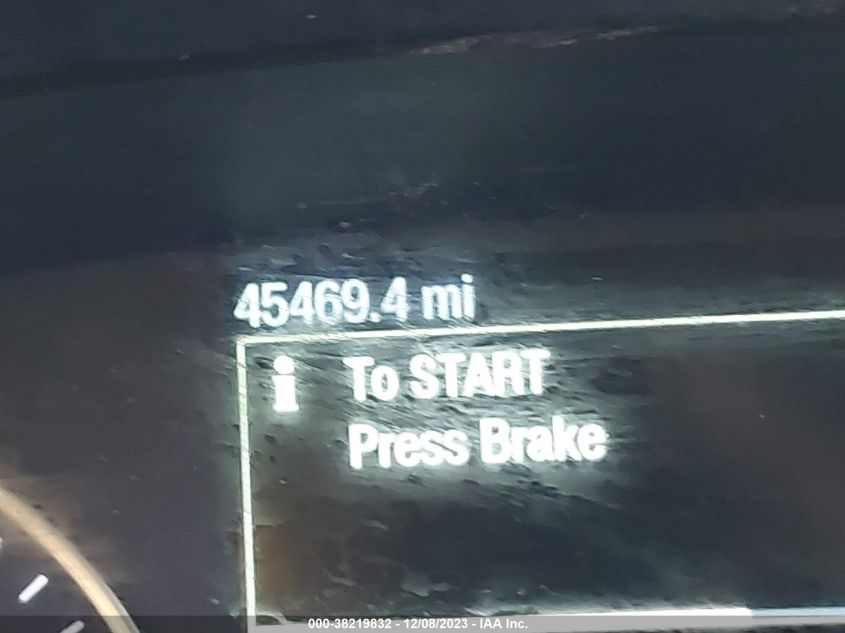 45469.4 mi
i To START
Press Brake
000-38219832 - 12/08/2023 - IAA Inc.